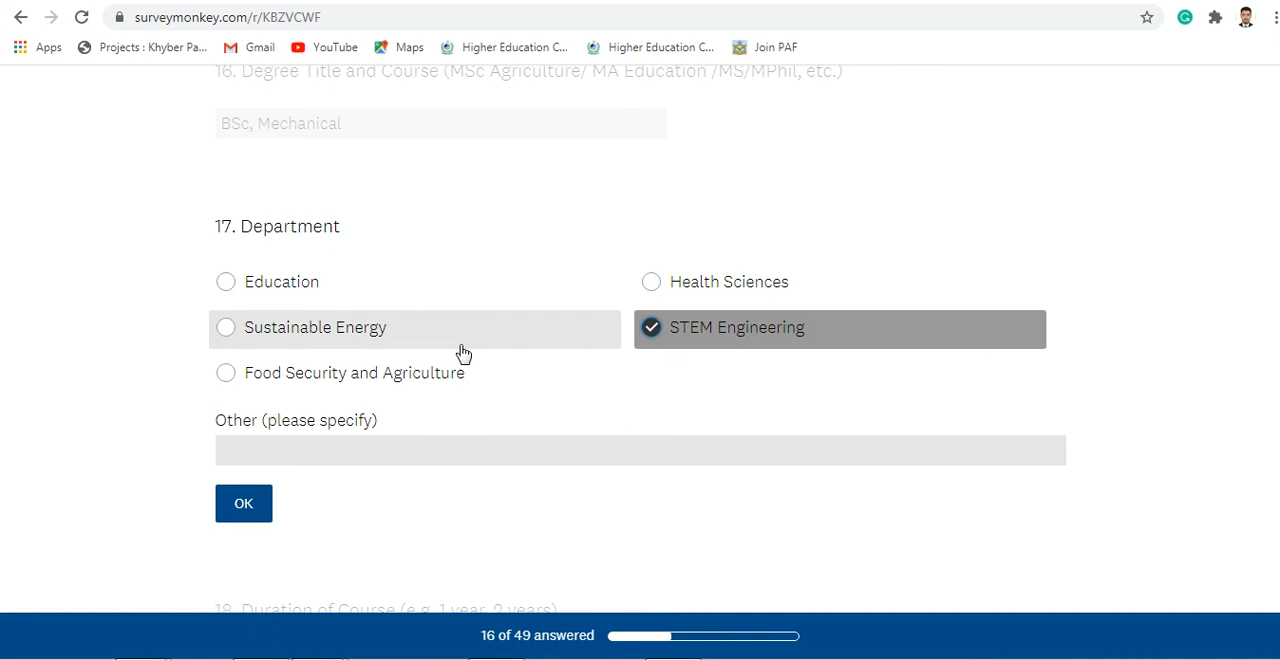 surveymonkey.com/r/KBZVCWF
Apps Projects : Khyber Pa... Gmail YouTube Maps Higher Education C... Higher Education C... Join PAF
16. Degree Title and Course (MSc Agriculture/ MA Education /MS/MPhil, etc.)
BSc, Mechanical
17. Department
Education Health Sciences
Sustainable Energy STEM Engineering
Food Security and Agriculture
Other (please specify)
OK
18. Duration of Course (e.g. 1 year, 2 years)
16 of 49 answered